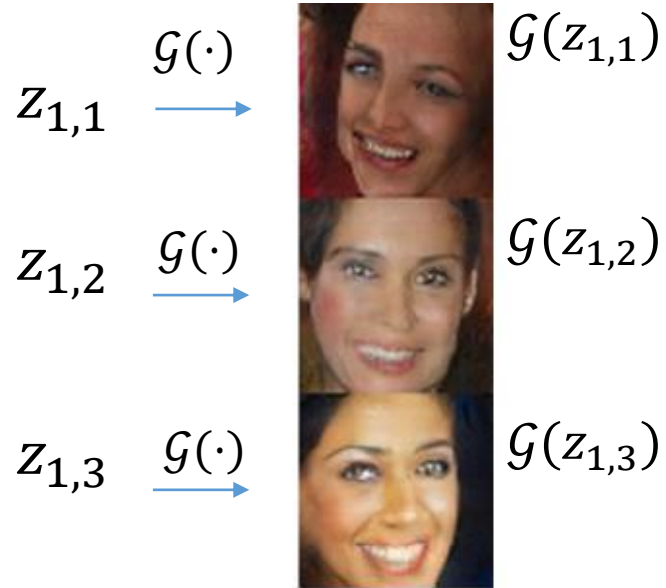 𝒢(·) 𝒢(z₁,₁)
z₁,₁
𝒢(·) 𝒢(z₁,₂)
z₁,₂
𝒢(·) 𝒢(z₁,₃)
z₁,₃